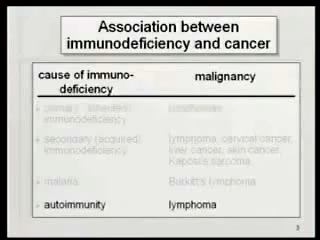 Association between
immunodeficiency and cancer
cause of immuno-
deficiency
malignancy
primary (inherited)
immunodeficiency
lymphomas
secondary (acquired)
immunodeficiency
lymphoma, cervical cancer,
liver cancer, skin cancer,
Kaposi's sarcoma
malaria
Burkitt's lymphoma
autoimmunity
lymphoma
3